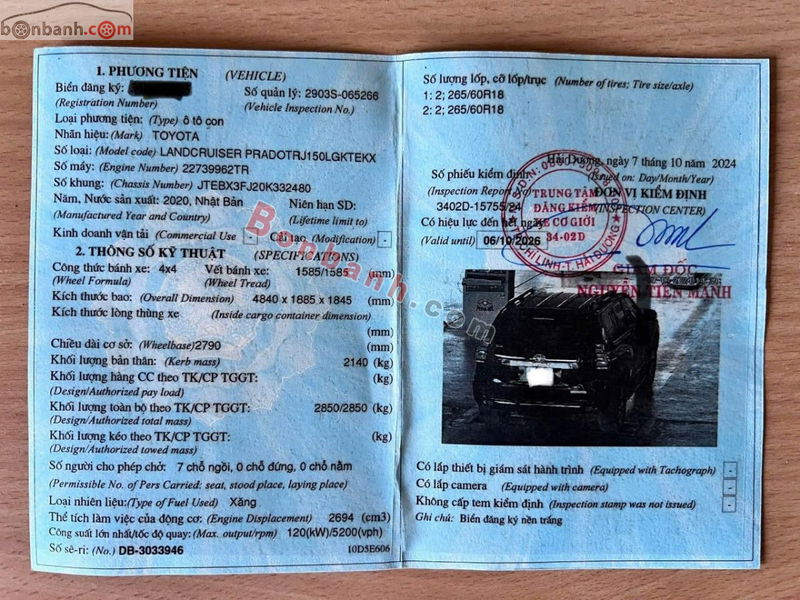 bonbanh.com
1. PHƯƠNG TIỆN (VEHICLE)
Biển đăng ký: Số quản lý: 2903S-065266
(Registration Number) (Vehicle Inspection No.)
Loại phương tiện: (Type) ô tô con
Nhãn hiệu: (Mark) TOYOTA
Số loại: (Model code) LANDCRUISER PRADOTRJ150LGKTEKX
Số máy: (Engine Number) 22739962TR
Số khung: (Chassis Number) JTEBX3FJ20K332480
Năm, Nước sản xuất: 2020, Nhật Bản Niên hạn SD:
(Manufactured Year and Country) (Lifetime limit to)
Kinh doanh vận tải (Commercial Use) - Cải tạo (Modification) -
2. THÔNG SỐ KỸ THUẬT (SPECIFICATIONS)
Công thức bánh xe: 4x4 Vết bánh xe: 1585/1585 (mm)
(Wheel Formula) (Wheel Tread)
Kích thước bao: (Overall Dimension) 4840 x 1885 x 1845 (mm)
Kích thước lòng thùng xe (Inside cargo container dimension)
(mm)
Chiều dài cơ sở: (Wheelbase)2790 (mm)
Khối lượng bản thân: (Kerb mass) 2140 (kg)
Khối lượng hàng CC theo TK/CP TGGT: (kg)
(Design/Authorized pay load)
Khối lượng toàn bộ theo TK/CP TGGT: 2850/2850 (kg)
(Design/Authorized total mass)
Khối lượng kéo theo TK/CP TGGT: (kg)
(Design/Authorized towed mass)
Số người cho phép chở: 7 chỗ ngồi, 0 chỗ đứng, 0 chỗ nằm
(Permissible No. of Pers Carried: seat, stood place, laying place)
Loại nhiên liệu:(Type of Fuel Used) Xăng
Thể tích làm việc của động cơ: (Engine Displacement) 2694 (cm3)
Công suất lớn nhất/tốc độ quay: (Max. output/rpm) 120(kW)/5200(vph)
Số sê-ri: (No.) DB-3033946 10D5E606
Số lượng lốp, cỡ lốp/trục (Number of tires; Tire size/axle)
1: 2; 265/60R18
2: 2; 265/60R18
Hải Dương, ngày 7 tháng 10 năm 2024
Số phiếu kiểm định (Issued on: Day/Month/Year)
(Inspection Report No) ĐƠN VỊ KIỂM ĐỊNH
3402D-15755/24 (INSPECTION CENTER)
Có hiệu lực đến hết ngày
(Valid until) 06/10/2026
TRUNG TÂM
ĐĂNG KIỂM
XE CƠ GIỚI
34-02D
GIÁM ĐỐC
NGUYỄN TIẾN MẠNH
Bonbanh.com
Có lắp thiết bị giám sát hành trình (Equipped with Tachograph) -
Có lắp camera (Equipped with camera) -
Không cấp tem kiểm định (Inspection stamp was not issued) -
Ghi chú: Biển đăng ký nền trắng